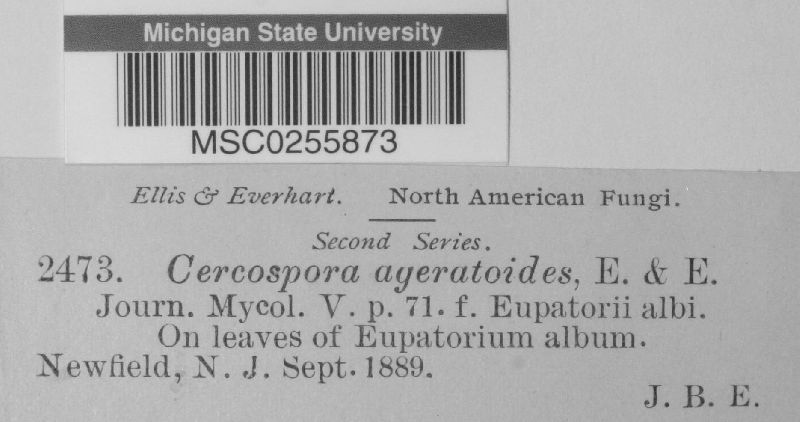 Michigan State University
MSC0255873
Ellis & Everhart. North American Fungi.
Second Series.
2473. Cercospora ageratoides, E. & E.
Journ. Mycol. V. p. 71. f. Eupatorii albi.
On leaves of Eupatorium album.
Newfield, N. J. Sept. 1889.
J. B. E.